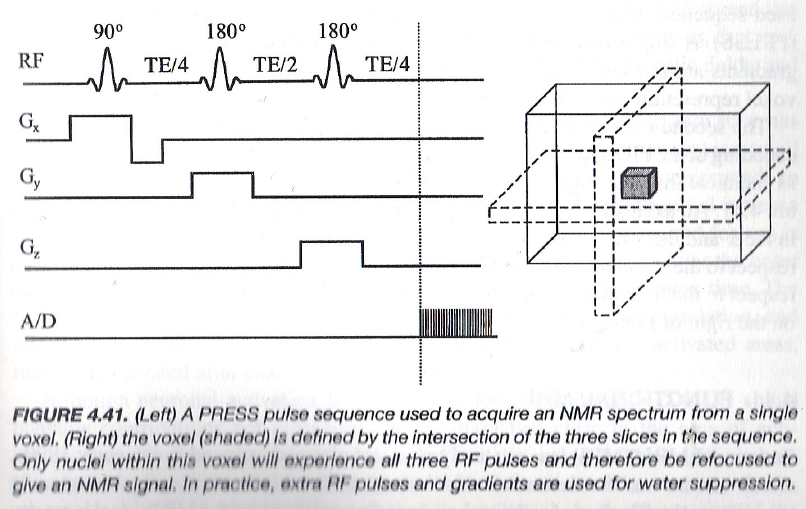 90° 180° 180°
RF TE/4 TE/2 TE/4
Gx
Gy
Gz
A/D
FIGURE 4.41. (Left) A PRESS pulse sequence used to acquire an NMR spectrum from a single
voxel. (Right) the voxel (shaded) is defined by the intersection of the three slices in the sequence.
Only nuclei within this voxel will experience all three RF pulses and therefore be refocused to
give an NMR signal. In practice, extra RF pulses and gradients are used for water suppression.